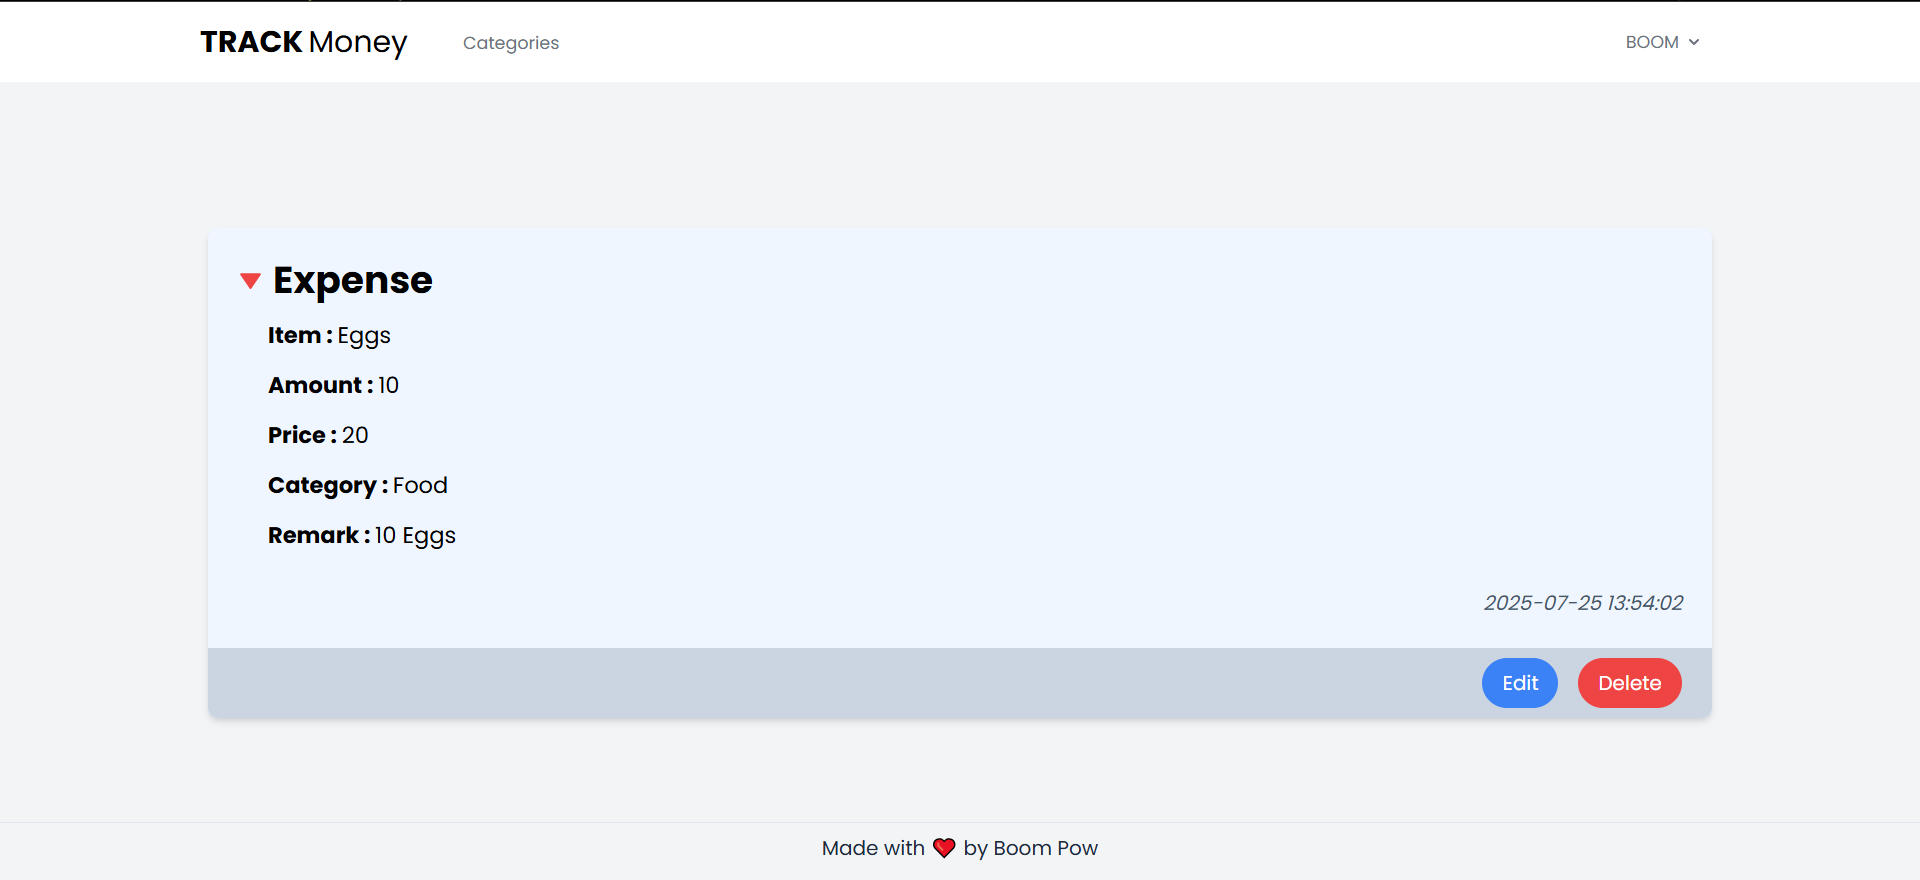 TRACK Money
Categories
BOOM
Expense
Item : Eggs
Amount : 10
Price : 20
Category : Food
Remark : 10 Eggs
2025-07-25 13:54:02
Edit
Delete
Made with ❤️ by Boom Pow